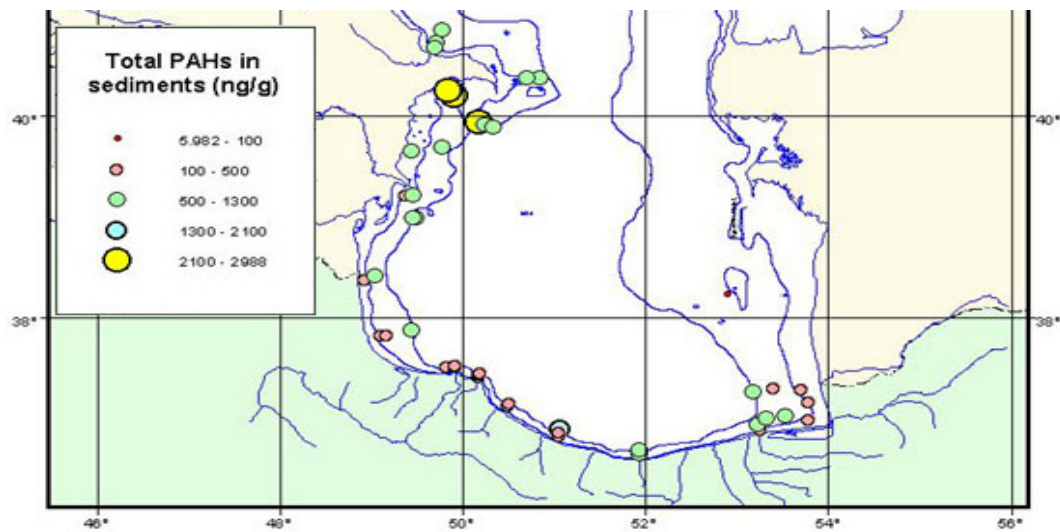 Total PAHs in
sediments (ng/g)
5.982 - 100
100 - 500
500 - 1300
1300 - 2100
2100 - 2988
40°
40°
38°
38°
46°
48°
50°
52°
54°
56°